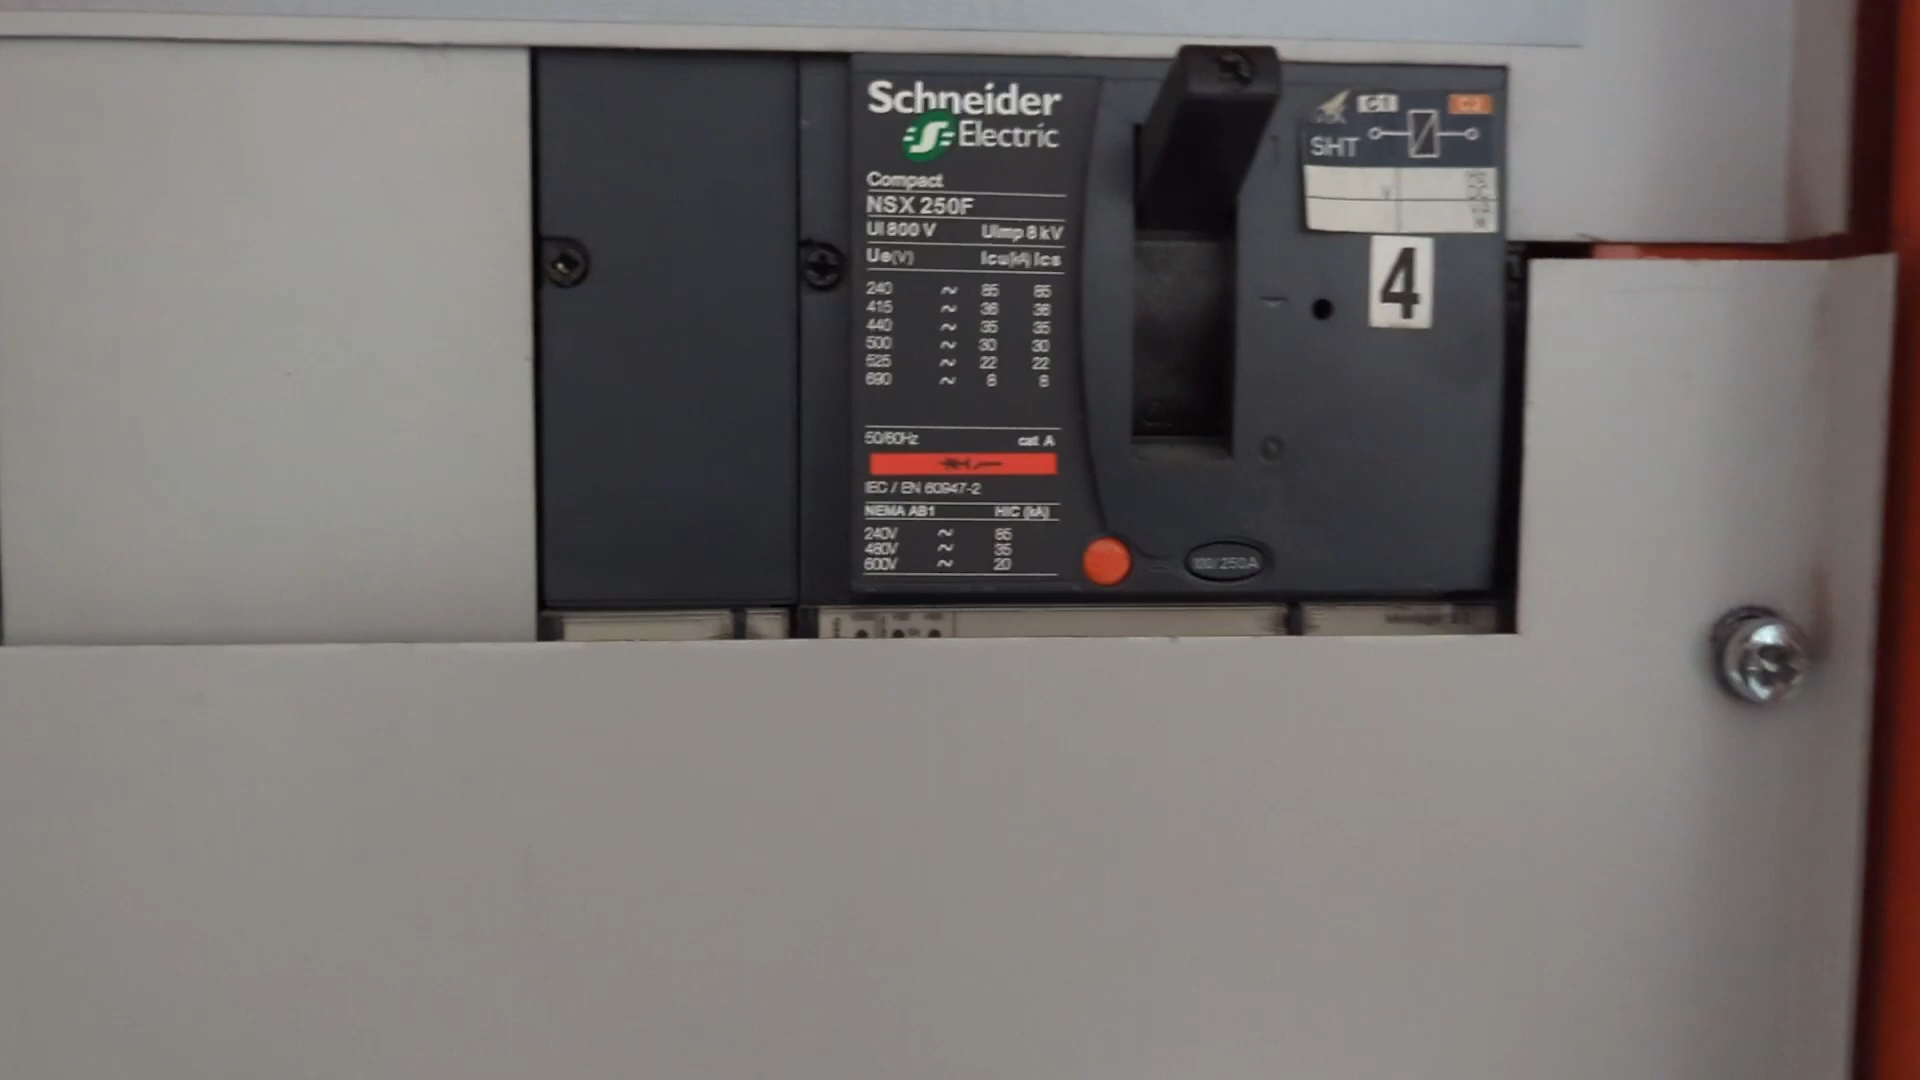 Schneider
Electric
Compact
NSX 250F
Ui 800 V Uimp 8 kV
Ue(V) Icu(kA) Ics
240 ~ 85 85
415 ~ 36 36
440 ~ 35 35
500 ~ 30 30
525 ~ 22 22
690 ~ 8 8
50/60Hz cat A
IEC / EN 60947-2
NEMA AB1 HIC (kA)
240V ~ 85
480V ~ 35
600V ~ 20
100/250A
C1 C2
SHT
V
4